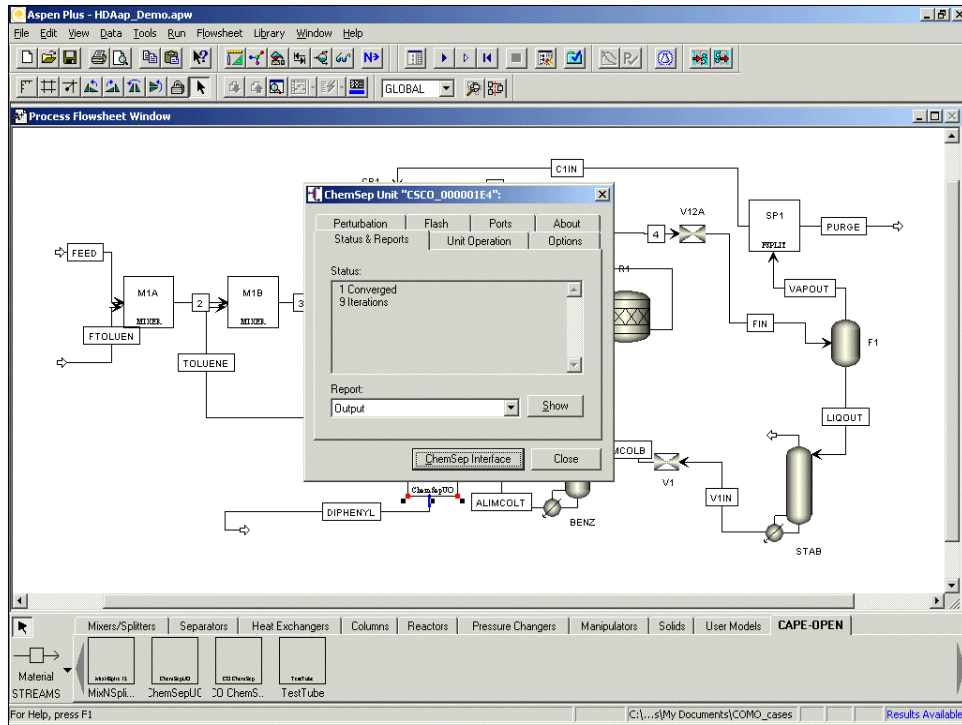 Aspen Plus - HDAap_Demo.apw
File Edit View Data Tools Run Flowsheet Library Window Help
N>
GLOBAL
Process Flowsheet Window
C1IN
ChemSep Unit "CSCO_000001E4":
Perturbation Flash Ports About
Status & Reports Unit Operation Options
Status:
1 Converged
9 Iterations
Report:
Output
Show
ChemSep Interface Close
FEED
M1A
MIXER
2
M1B
MIXER
3
FTOLUEN
TOLUENE
4
V12A
SP1
FSPLIT
PURGE
R1
VAPOUT
FIN
F1
LIQOUT
MCOLB
V1
V1IN
STAB
ChemSepUO
ALIMCOLT
BENZ
DIPHENYL
Mixers/Splitters Separators Heat Exchangers Columns Reactors Pressure Changers Manipulators Solids User Models CAPE-OPEN
Material
STREAMS
ChemSepUO
TestTube
MixNSpli... ChemSepUC CO ChemS.. TestTube
For Help, press F1
C:\...s\My Documents\COMO_cases
Results Available